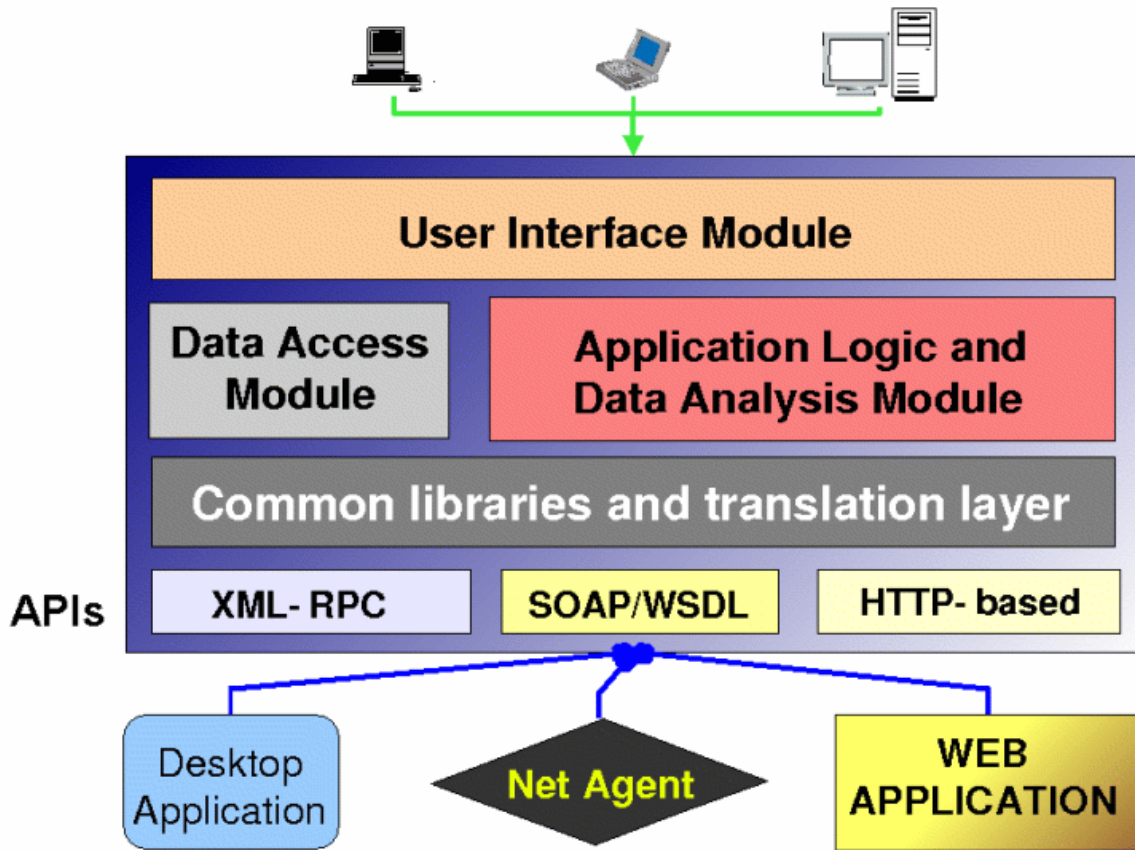 User Interface Module
Data Access
Module
Application Logic and
Data Analysis Module
Common libraries and translation layer
APIs
XML- RPC
SOAP/WSDL
HTTP- based
Desktop
Application
Net Agent
WEB
APPLICATION